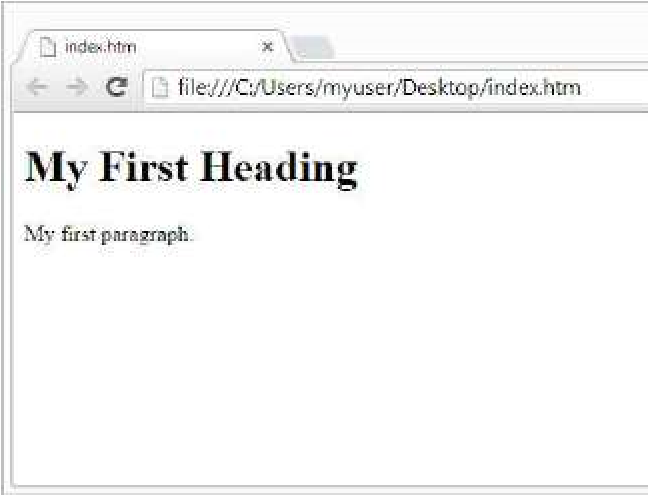 index.htm
file:///C:/Users/myuser/Desktop/index.htm
My First Heading
My first paragraph.